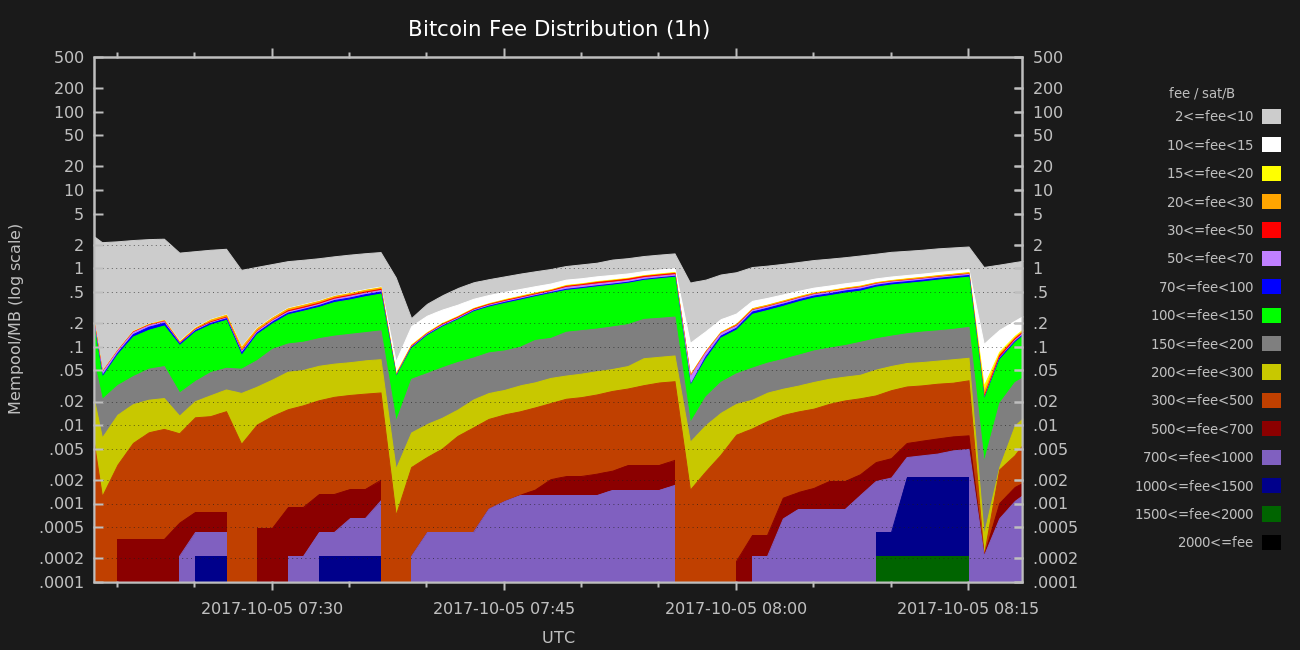 Bitcoin Fee Distribution (1h)
Mempool/MB (log scale)
500
200
100
50
20
10
5
2
1
.5
.2
.1
.05
.02
.01
.005
.002
.001
.0005
.0002
.0001
500
200
100
50
20
10
5
2
1
.5
.2
.1
.05
.02
.01
.005
.002
.001
.0005
.0002
.0001
2017-10-05 07:30
2017-10-05 07:45
2017-10-05 08:00
2017-10-05 08:15
UTC
fee / sat/B
2<=fee<10
10<=fee<15
15<=fee<20
20<=fee<30
30<=fee<50
50<=fee<70
70<=fee<100
100<=fee<150
150<=fee<200
200<=fee<300
300<=fee<500
500<=fee<700
700<=fee<1000
1000<=fee<1500
1500<=fee<2000
2000<=fee